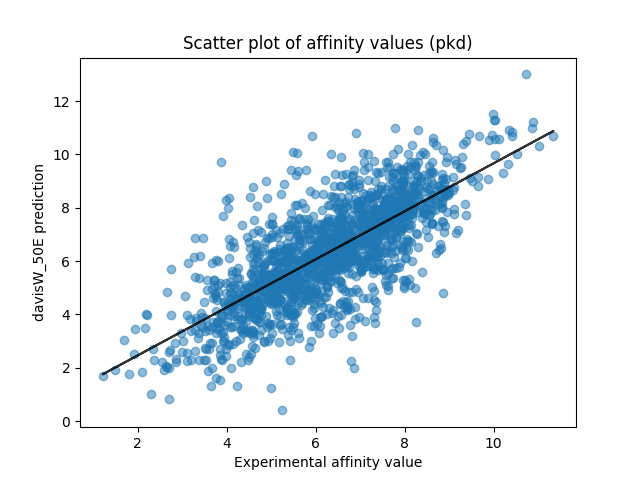 Scatter plot of affinity values (pkd)
12
10
8
6
4
2
0
davisW_50E prediction
2 4 6 8 10
Experimental affinity value